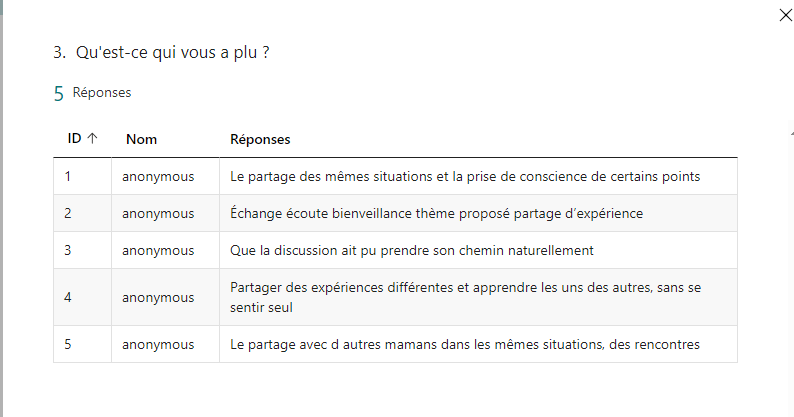 3. Qu'est-ce qui vous a plu ?
5 Réponses
ID ↑ Nom Réponses
1 anonymous Le partage des mêmes situations et la prise de conscience de certains points
2 anonymous Échange écoute bienveillance thème proposé partage d’expérience
3 anonymous Que la discussion ait pu prendre son chemin naturellement
4 anonymous Partager des expériences différentes et apprendre les uns des autres, sans se
sentir seul
5 anonymous Le partage avec d autres mamans dans les mêmes situations, des rencontres